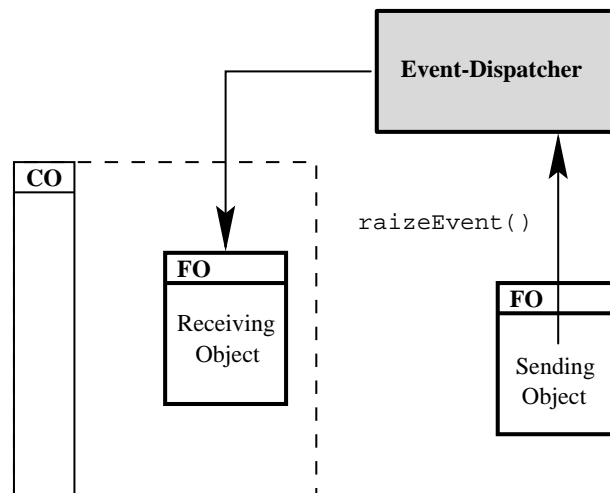 Event-Dispatcher
CO
raizeEvent()
FO
Receiving
Object
FO
Sending
Object